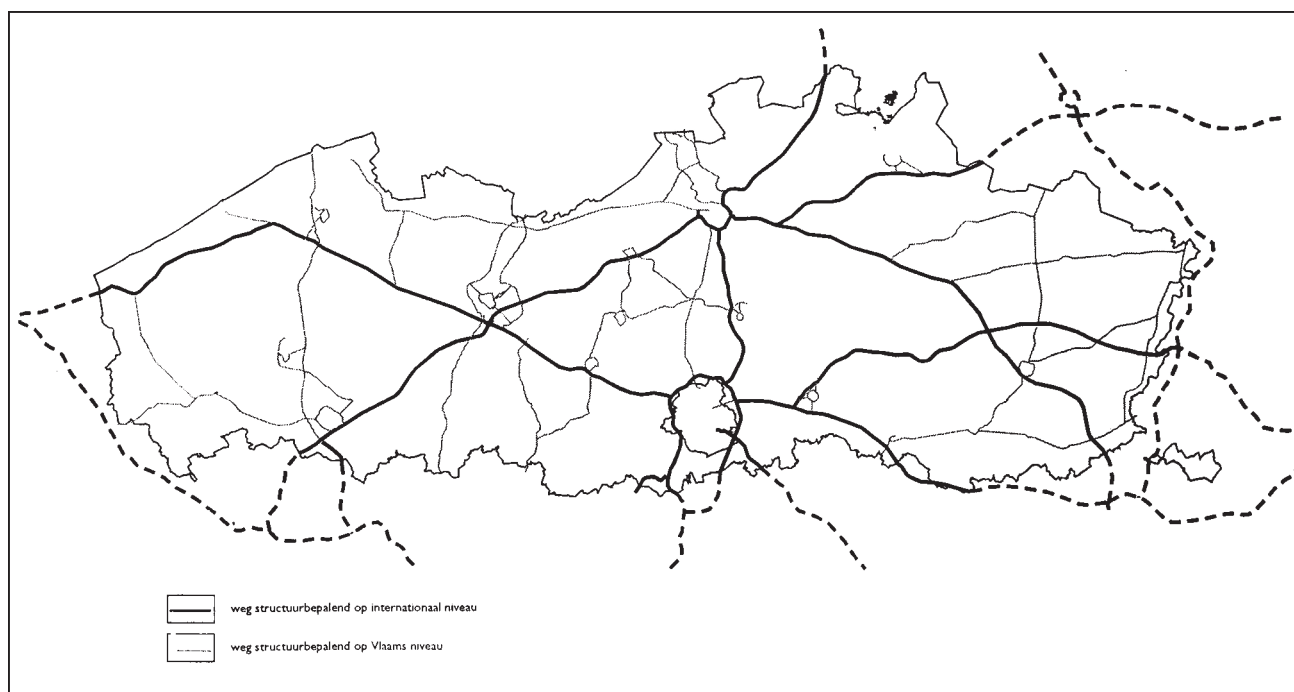 weg structuurbepalend op internationaal niveau
weg structuurbepalend op Vlaams niveau